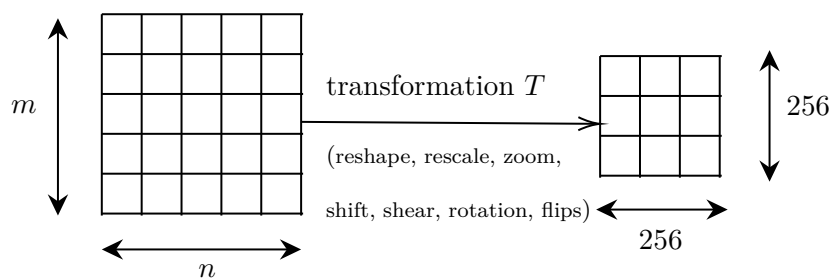 m
transformation T
256
(reshape, rescale, zoom,
shift, shear, rotation, flips)
256
n